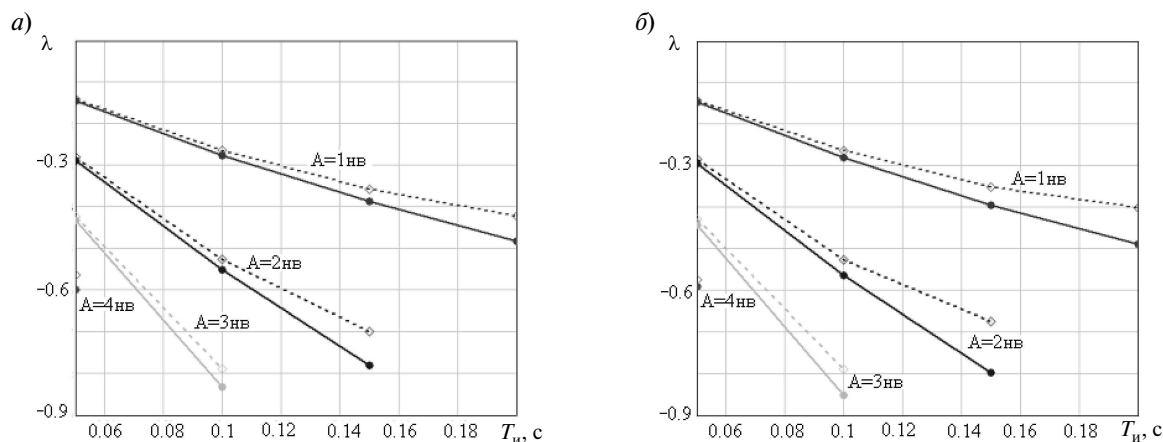 а)
λ
A=1нв
-0.3
A=2нв
-0.6
A=4нв
A=3нв
-0.9
0.06 0.08 0.1 0.12 0.14 0.16 0.18 Tи, с
б)
λ
A=1нв
-0.3
-0.6
A=4нв
A=2нв
A=3нв
-0.9
0.06 0.08 0.1 0.12 0.14 0.16 0.18 Tи, с